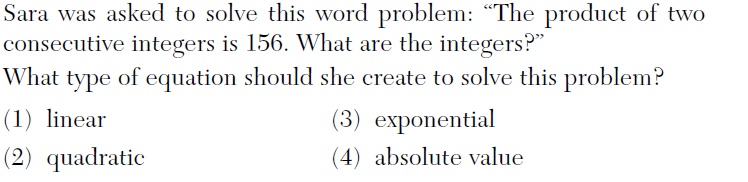 Sara was asked to solve this word problem: “The product of two
consecutive integers is 156. What are the integers?”
What type of equation should she create to solve this problem?
(1) linear (3) exponential
(2) quadratic (4) absolute value